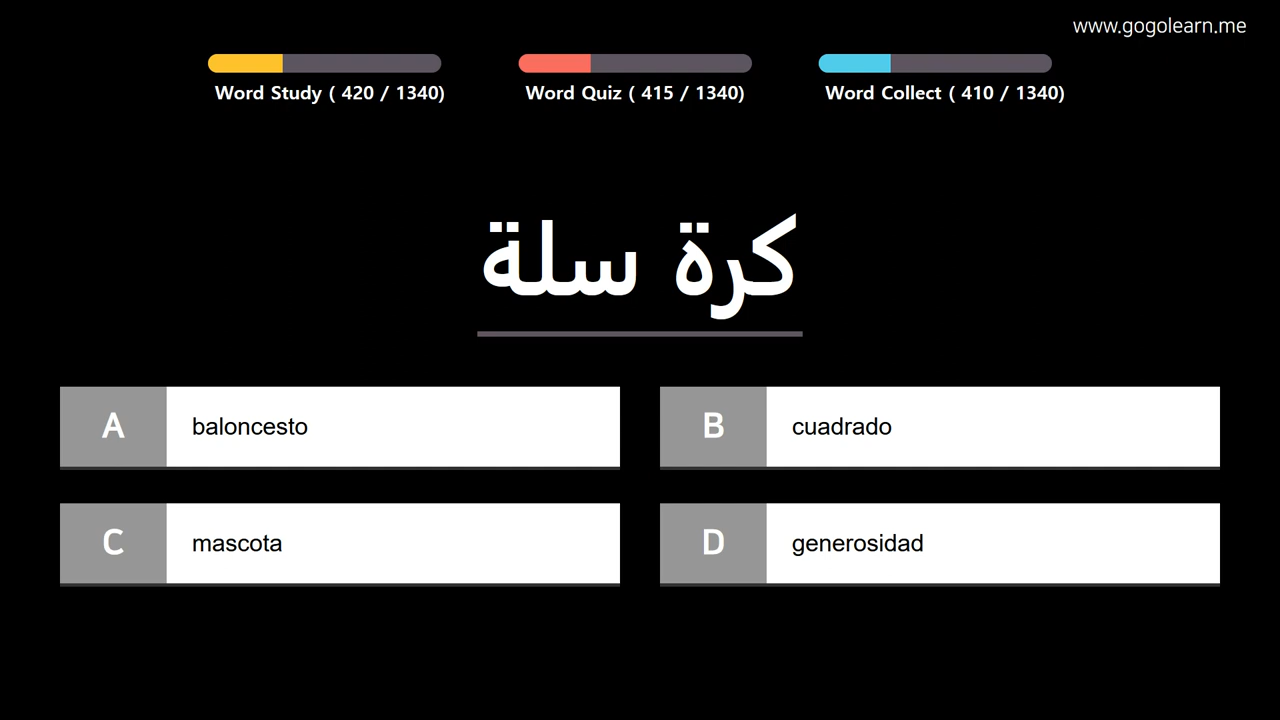 www.gogolearn.me
Word Study ( 420 / 1340)
Word Quiz ( 415 / 1340)
Word Collect ( 410 / 1340)
كرة سلة
A baloncesto
B cuadrado
C mascota
D generosidad